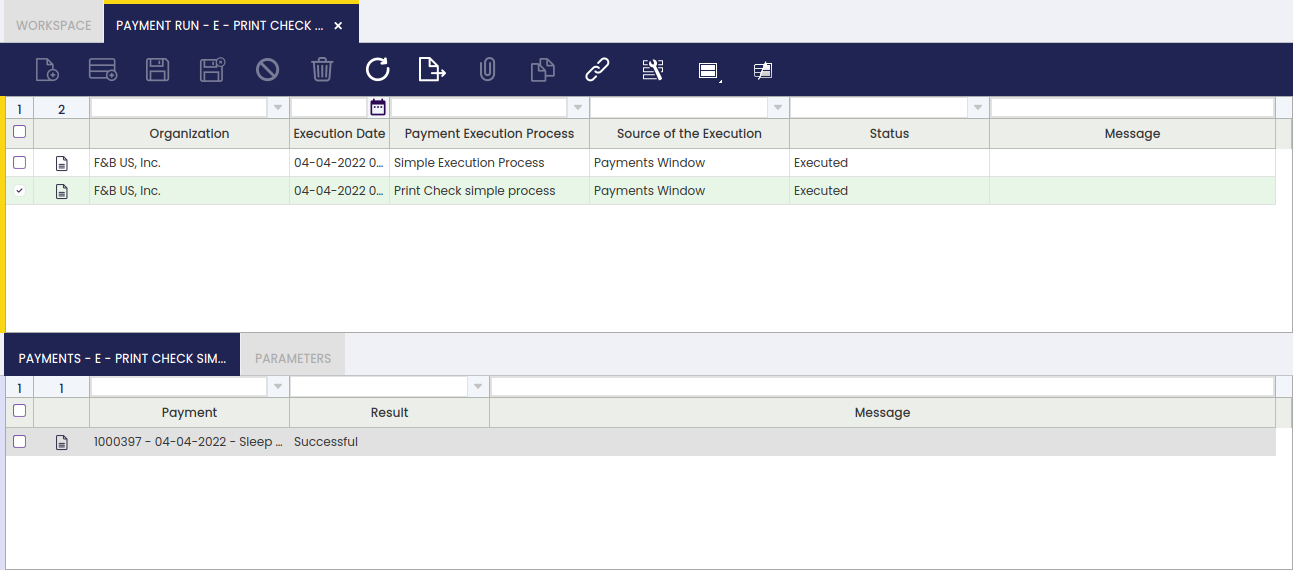 WORKSPACE PAYMENT RUN - E - PRINT CHECK ... ×
1 2
Organization Execution Date Payment Execution Process Source of the Execution Status Message
F&B US, Inc. 04-04-2022 0... Simple Execution Process Payments Window Executed
F&B US, Inc. 04-04-2022 0... Print Check simple process Payments Window Executed
PAYMENTS - E - PRINT CHECK SIM... PARAMETERS
1 1
Payment Result Message
1000397 - 04-04-2022 - Sleep ... Successful